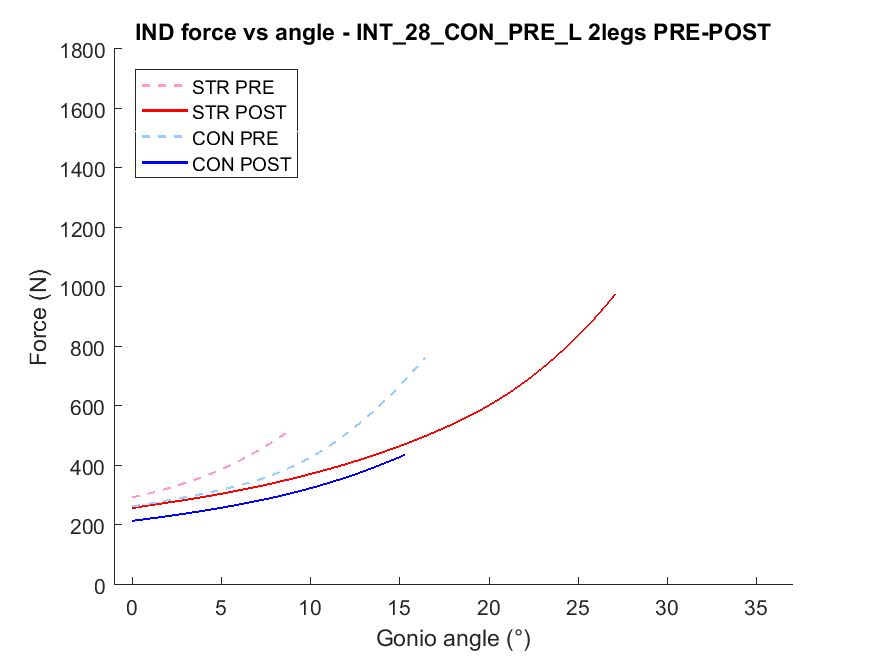 IND force vs angle - INT_28_CON_PRE_L 2legs PRE-POST
1800
1600
1400
1200
1000
800
600
400
200
0
Force (N)
STR PRE
STR POST
CON PRE
CON POST
0 5 10 15 20 25 30 35
Gonio angle (°)